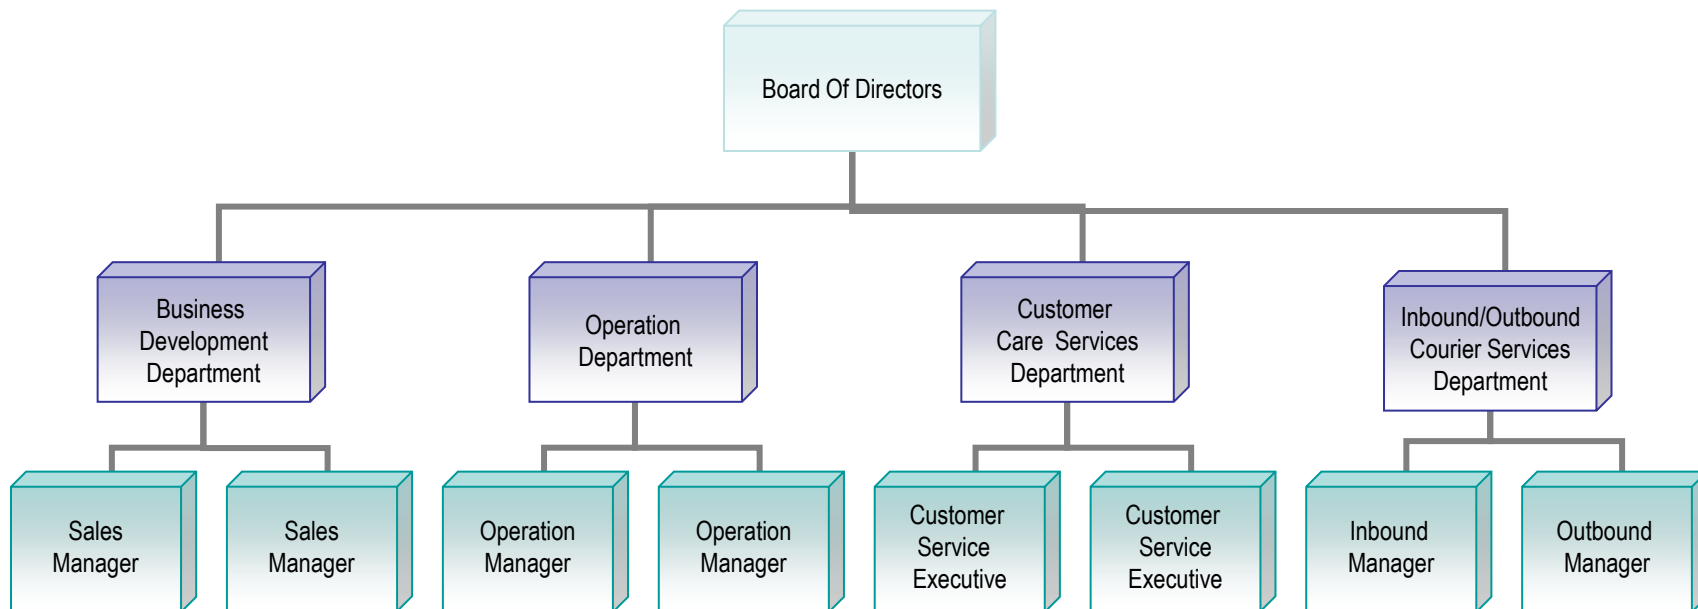 Board Of Directors
Business
Development
Department
Operation
Department
Customer
Care  Services
Department
Inbound/Outbound
Courier Services
Department
Sales
Manager
Sales
Manager
Operation
Manager
Operation
Manager
Customer
Service
Executive
Customer
Service
Executive
Inbound
Manager
Outbound
Manager